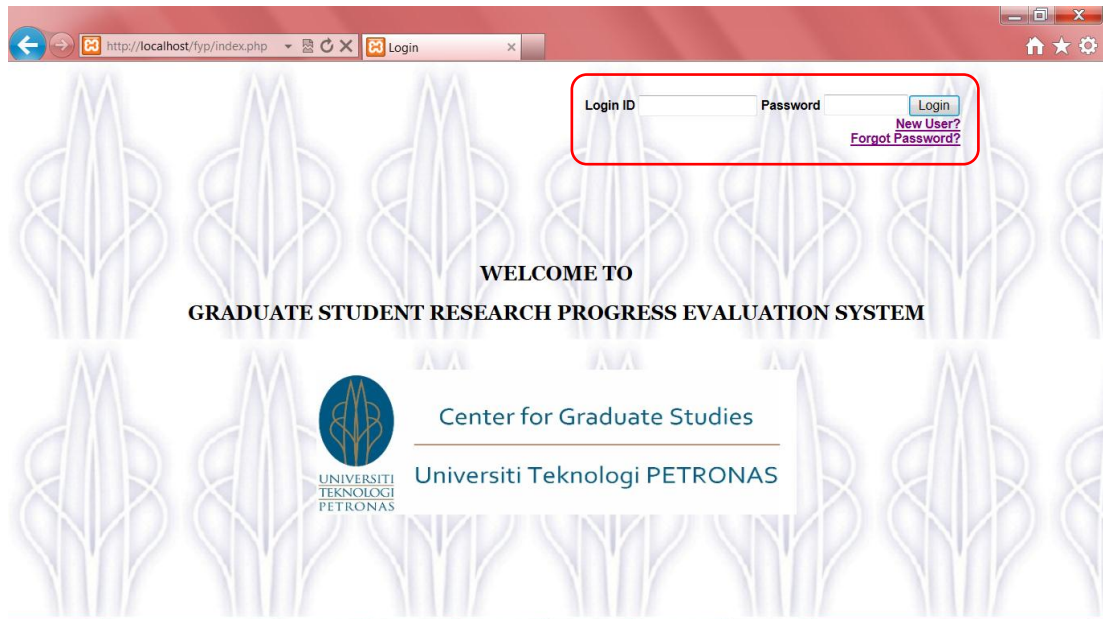 http://localhost/fyp/index.php
Login
Login ID Password Login
New User?
Forgot Password?
WELCOME TO
GRADUATE STUDENT RESEARCH PROGRESS EVALUATION SYSTEM
Center for Graduate Studies
Universiti Teknologi PETRONAS
UNIVERSITI
TEKNOLOGI
PETRONAS